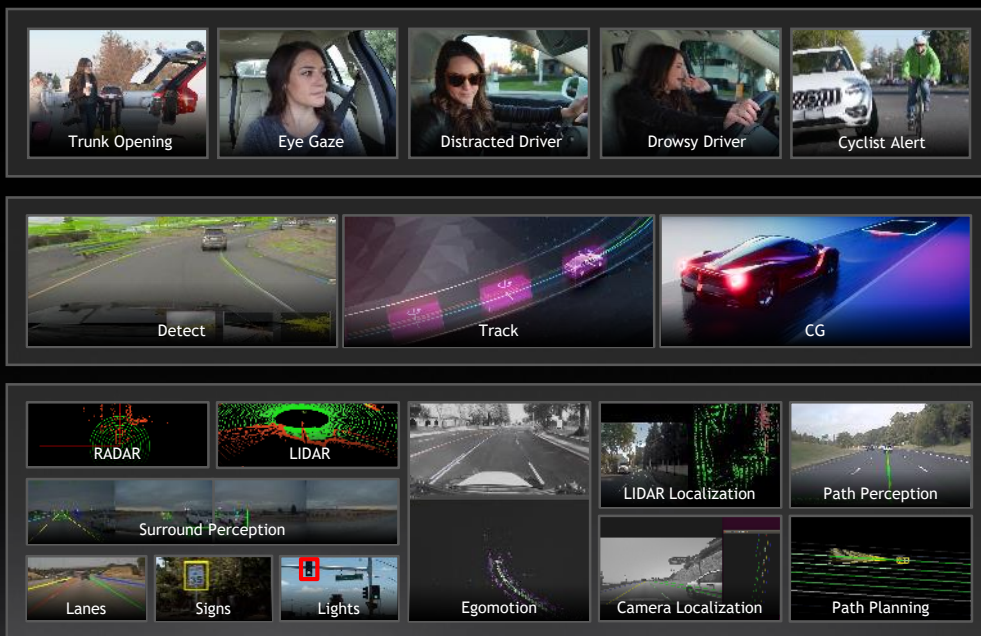 Trunk Opening
Eye Gaze
Distracted Driver
Drowsy Driver
Cyclist Alert
Detect
Track
CG
RADAR
LIDAR
Surround Perception
Lanes
Signs
Lights
Egomotion
LIDAR Localization
Camera Localization
Path Perception
Path Planning